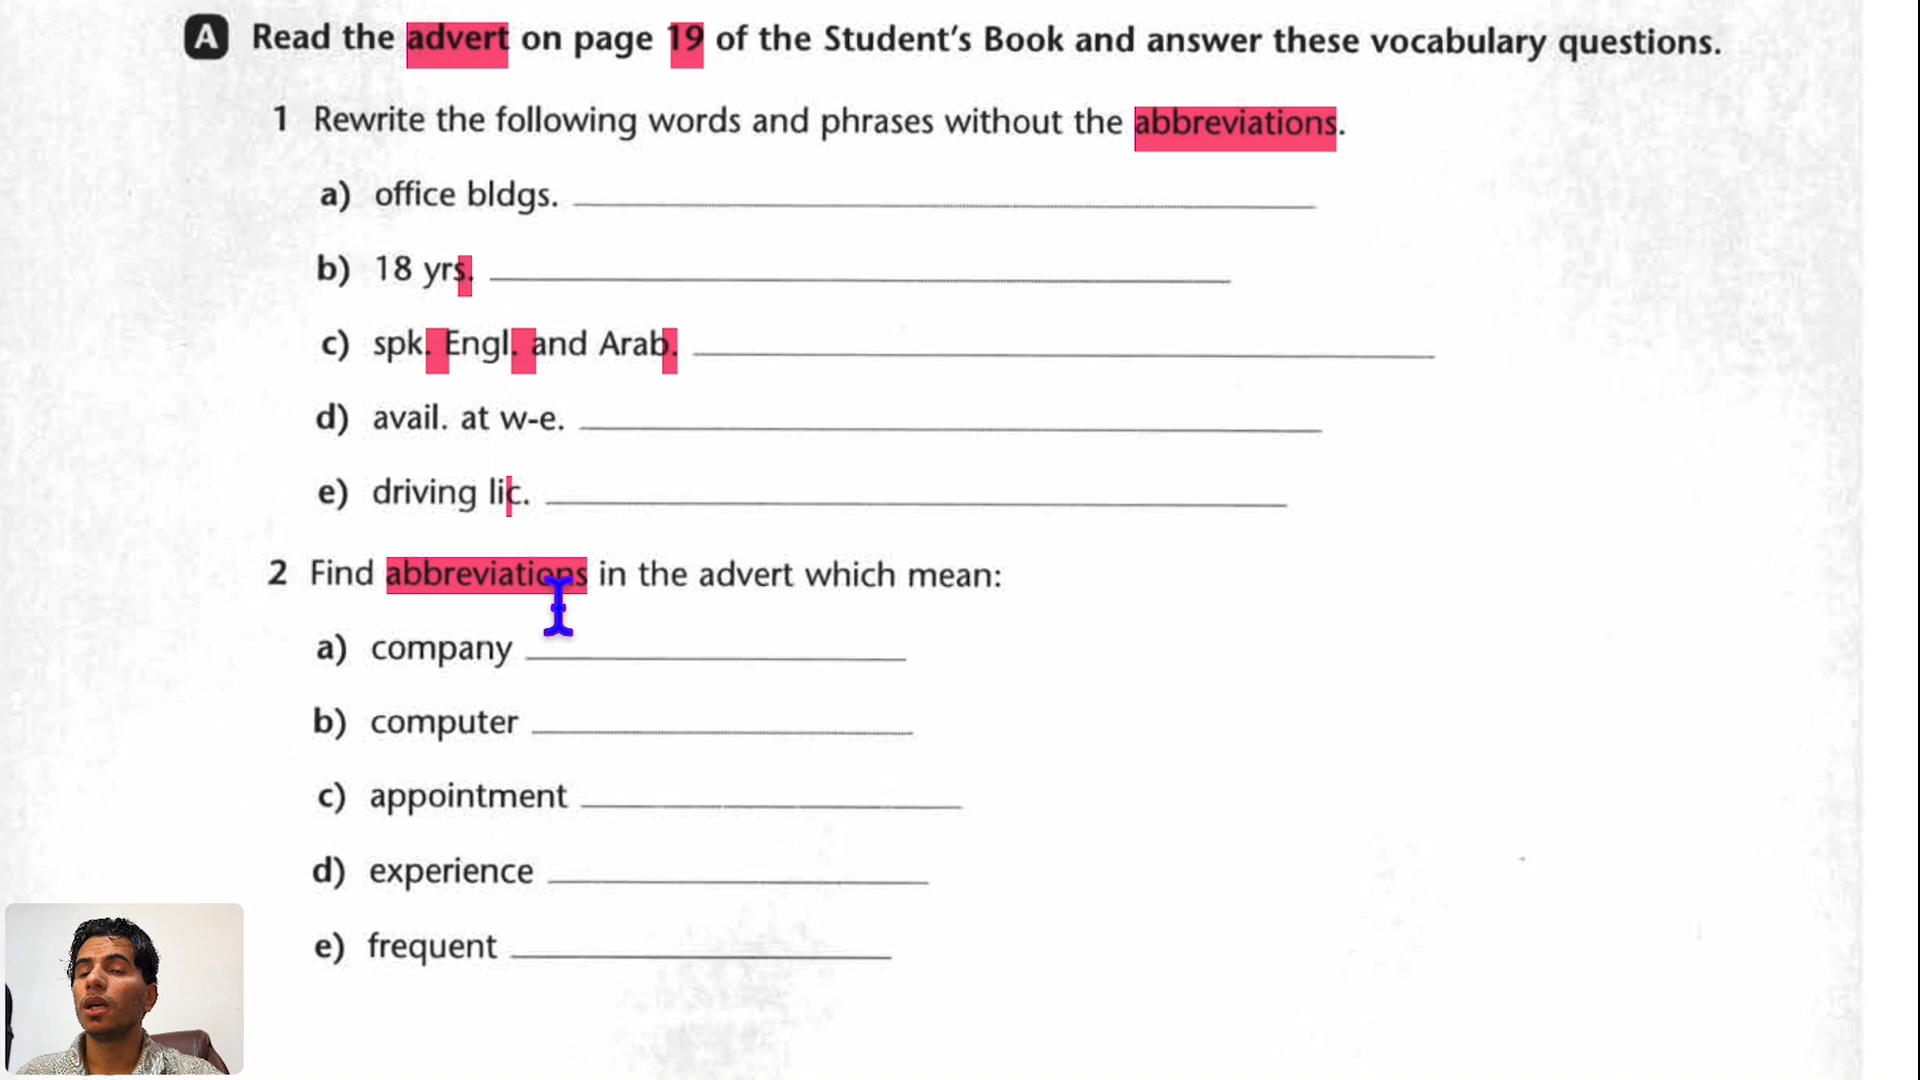 A Read the advert on page 19 of the Student's Book and answer these vocabulary questions.
1 Rewrite the following words and phrases without the abbreviations.
a) office bldgs.
b) 18 yrs.
c) spk. Engl. and Arab.
d) avail. at w-e.
e) driving lic.
2 Find abbreviations in the advert which mean:
a) company
b) computer
c) appointment
d) experience
e) frequent